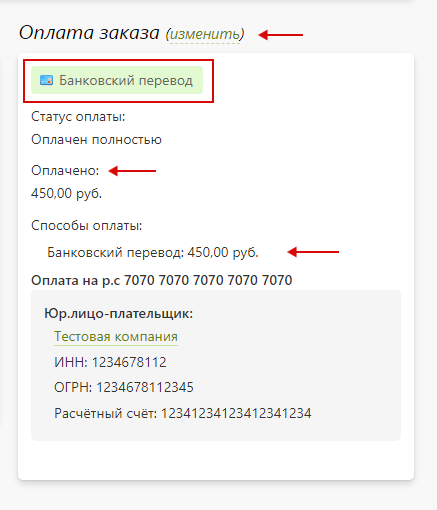 Оплата заказа (изменить)
Банковский перевод
Статус оплаты:
Оплачен полностью
Оплачено:
450,00 руб.
Способы оплаты:
Банковский перевод: 450,00 руб.
Оплата на р.с 7070 7070 7070 7070 7070
Юр.лицо-плательщик:
Тестовая компания
ИНН: 1234678112
ОГРН: 1234678112345
Расчётный счёт: 12341234123412341234